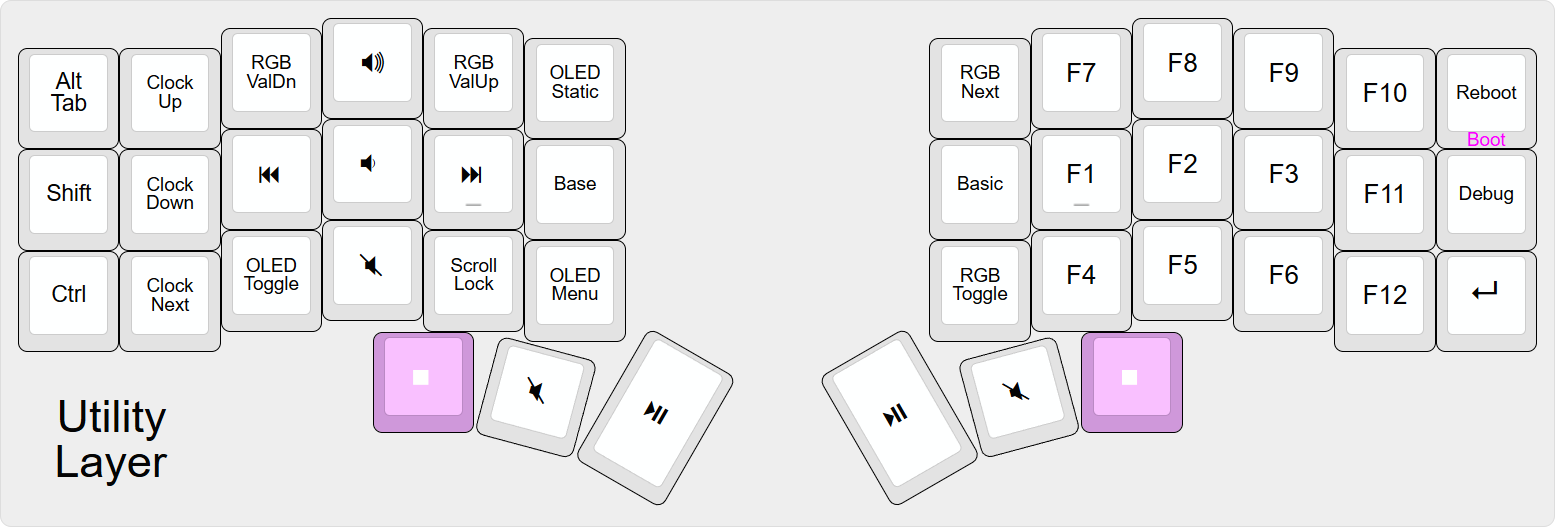 Alt
Tab
Clock
Up
RGB
ValDn
RGB
ValUp
OLED
Static
RGB
Next
F7
F8
F9
F10
Reboot
Boot
Shift
Clock
Down
Base
Basic
F1
F2
F3
F11
Debug
Ctrl
Clock
Next
OLED
Toggle
Scroll
Lock
OLED
Menu
RGB
Toggle
F4
F5
F6
F12
Utility
Layer